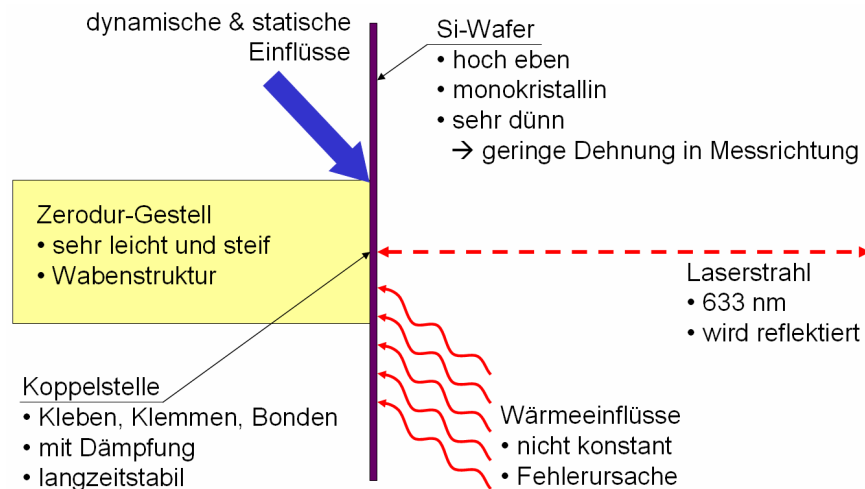 dynamische & statische
Einflüsse
Si-Wafer
• hoch eben
• monokristallin
• sehr dünn
→ geringe Dehnung in Messrichtung
Zerodur-Gestell
• sehr leicht und steif
• Wabenstruktur
Laserstrahl
• 633 nm
• wird reflektiert
Koppelstelle
• Kleben, Klemmen, Bonden
• mit Dämpfung
• langzeitstabil
Wärmeeinflüsse
• nicht konstant
• Fehlerursache